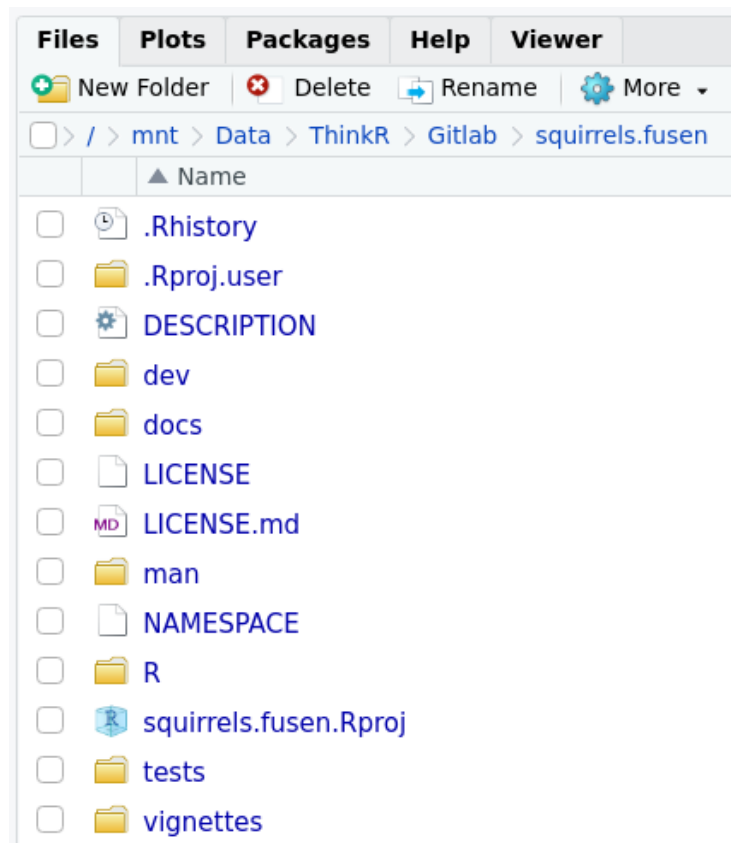 Files Plots Packages Help Viewer
New Folder Delete Rename More
/ > mnt > Data > ThinkR > Gitlab > squirrels.fusen
Name
.Rhistory
.Rproj.user
DESCRIPTION
dev
docs
LICENSE
MD LICENSE.md
man
NAMESPACE
R
R squirrels.fusen.Rproj
tests
vignettes